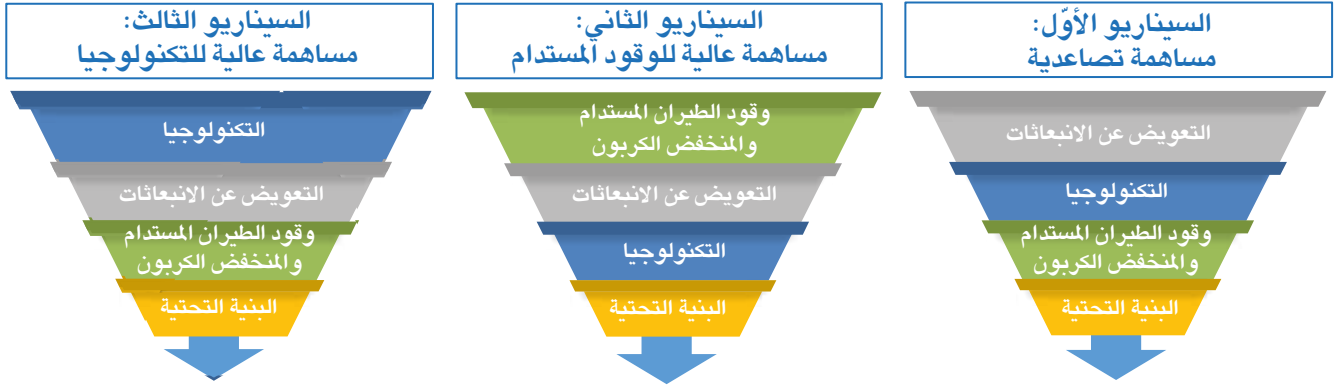 السيناريو الأوّل:
مساهمة تصاعدية
التعويض عن الانبعاثات
التكنولوجيا
وقود الطيران المستدام
والمنخفض الكربون
البنية التحتية
السيناريو الثاني:
مساهمة عالية للوقود المستدام
وقود الطيران المستدام
والمنخفض الكربون
التعويض عن الانبعاثات
التكنولوجيا
البنية التحتية
السيناريو الثالث:
مساهمة عالية للتكنولوجيا
التكنولوجيا
التعويض عن الانبعاثات
وقود الطيران المستدام
والمنخفض الكربون
البنية التحتية